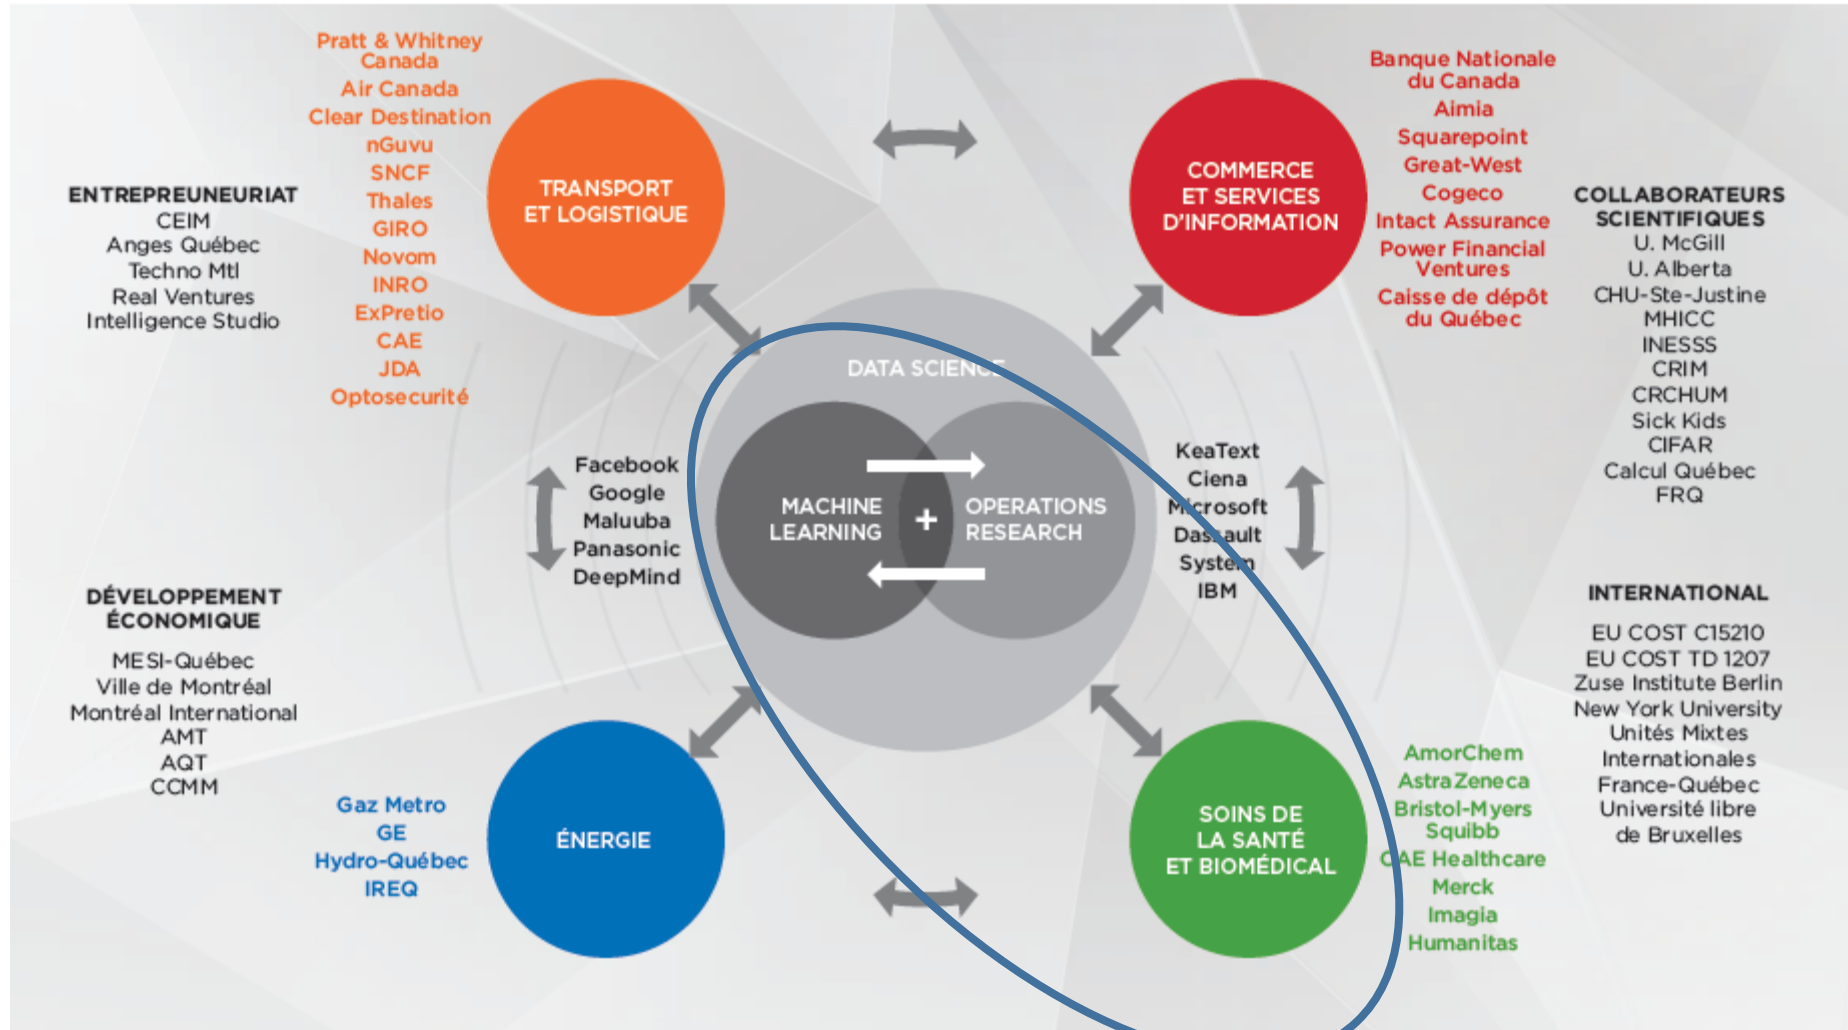 ENTREPREUNEURIAT
CEIM
Anges Québec
Techno Mtl
Real Ventures
Intelligence Studio
DÉVELOPPEMENT
ÉCONOMIQUE
MESI-Québec
Ville de Montréal
Montréal International
AMT
AQT
CCMM
Pratt & Whitney
Canada
Air Canada
Clear Destination
nGuvu
SNCF
Thales
GIRO
Novom
INRO
ExPretio
CAE
JDA
Optosecurité
TRANSPORT
ET LOGISTIQUE
Facebook
Google
Maluuba
Panasonic
DeepMind
Gaz Metro
GE
Hydro-Québec
IREQ
ÉNERGIE
DATA SCIENCE
MACHINE
LEARNING
+
OPERATIONS
RESEARCH
COMMERCE
ET SERVICES
D'INFORMATION
Banque Nationale
du Canada
Aimia
Squarepoint
Great-West
Cogeco
Intact Assurance
Power Financial
Ventures
Caisse de dépôt
du Québec
KeaText
Ciena
Microsoft
Dassault
System
IBM
SOINS DE
LA SANTÉ
ET BIOMÉDICAL
AmorChem
AstraZeneca
Bristol-Myers
Squibb
CAE Healthcare
Merck
Imagia
Humanitas
COLLABORATEURS
SCIENTIFIQUES
U. McGill
U. Alberta
CHU-Ste-Justine
MHICC
INESSS
CRIM
CRCHUM
Sick Kids
CIFAR
Calcul Québec
FRQ
INTERNATIONAL
EU COST C15210
EU COST TD 1207
Zuse Institute Berlin
New York University
Unités Mixtes
Internationales
France-Québec
Université libre
de Bruxelles